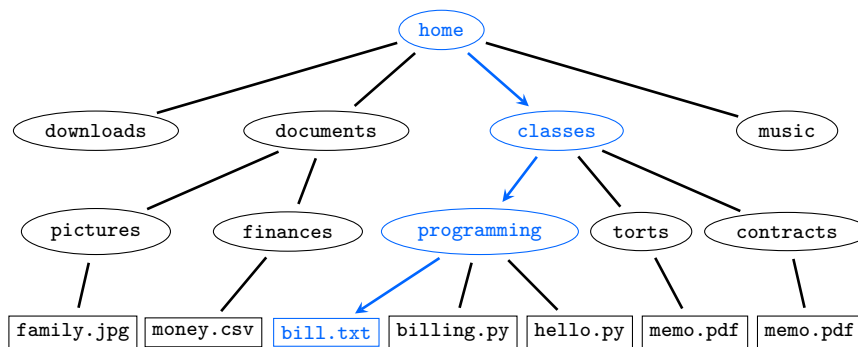 home
downloads documents classes music
pictures finances programming torts contracts
family.jpg money.csv bill.txt billing.py hello.py memo.pdf memo.pdf